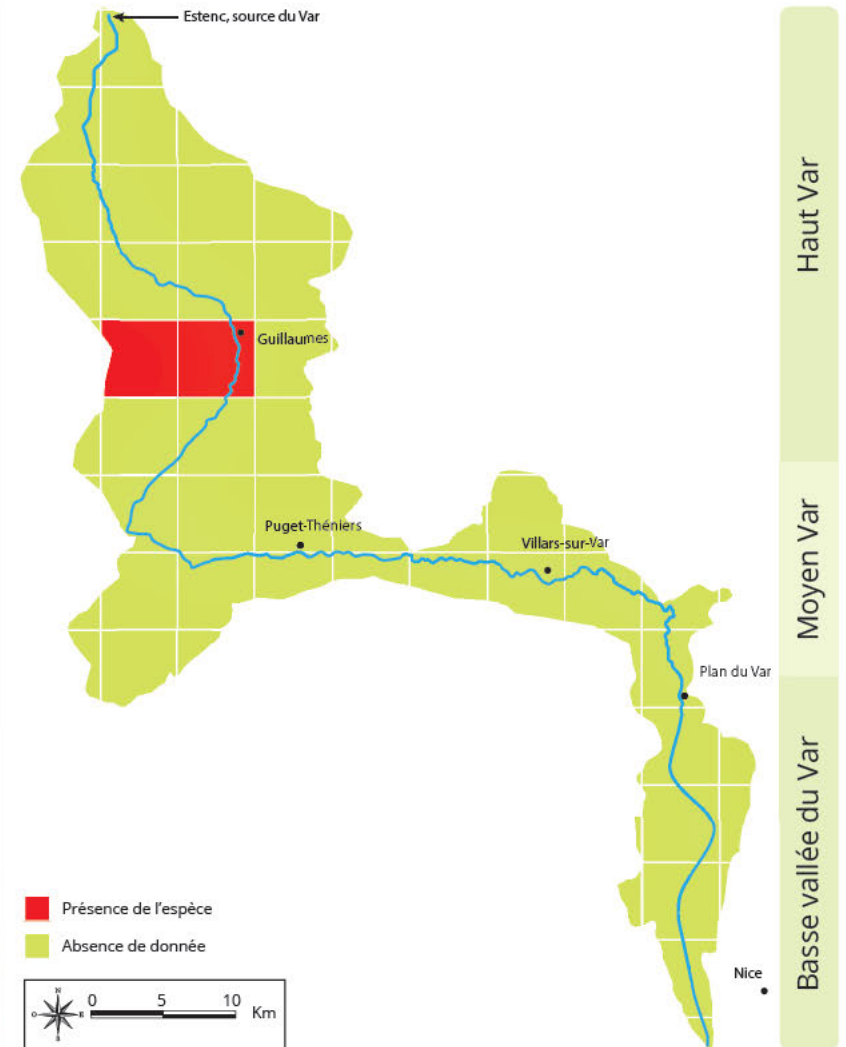 Estenc, source du Var
Haut Var
Guillaumes
Puget-Théniers
Villars-sur-Var
Moyen Var
Plan du Var
Basse vallée du Var
Présence de l'espèce
Absence de donnée
Nice
N
O
E
S
0 5 10 Km